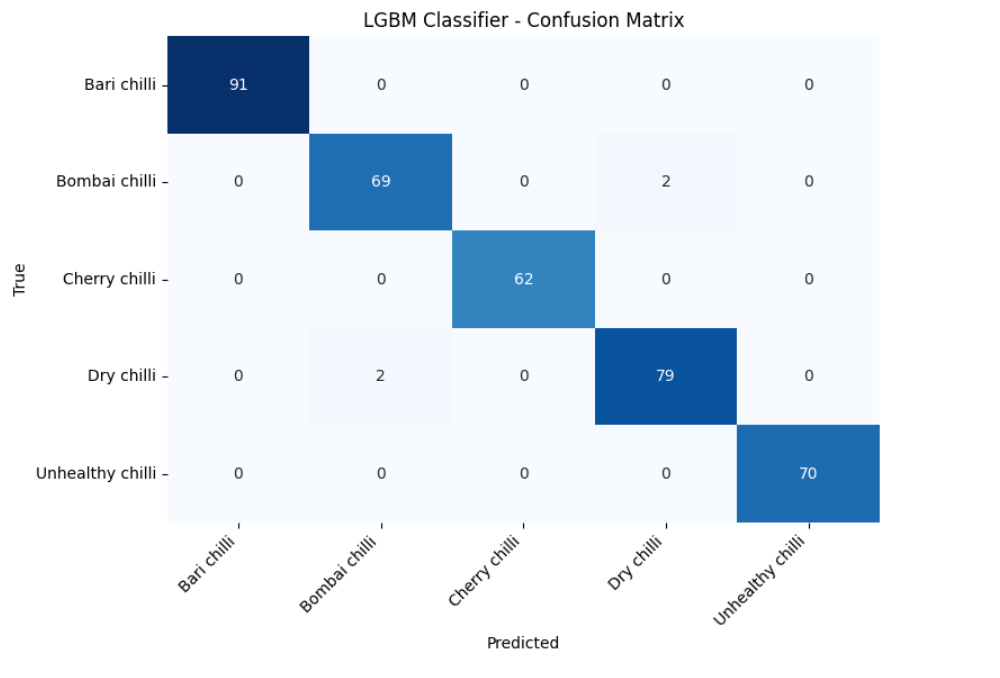 LGBM Classifier - Confusion Matrix
Bari chilli 91 0 0 0 0
Bombai chilli 0 69 0 2 0
True
Cherry chilli 0 0 62 0 0
Dry chilli 0 2 0 79 0
Unhealthy chilli 0 0 0 0 70
Bari chilli Bombai chilli Cherry chilli Dry chilli Unhealthy chilli
Predicted